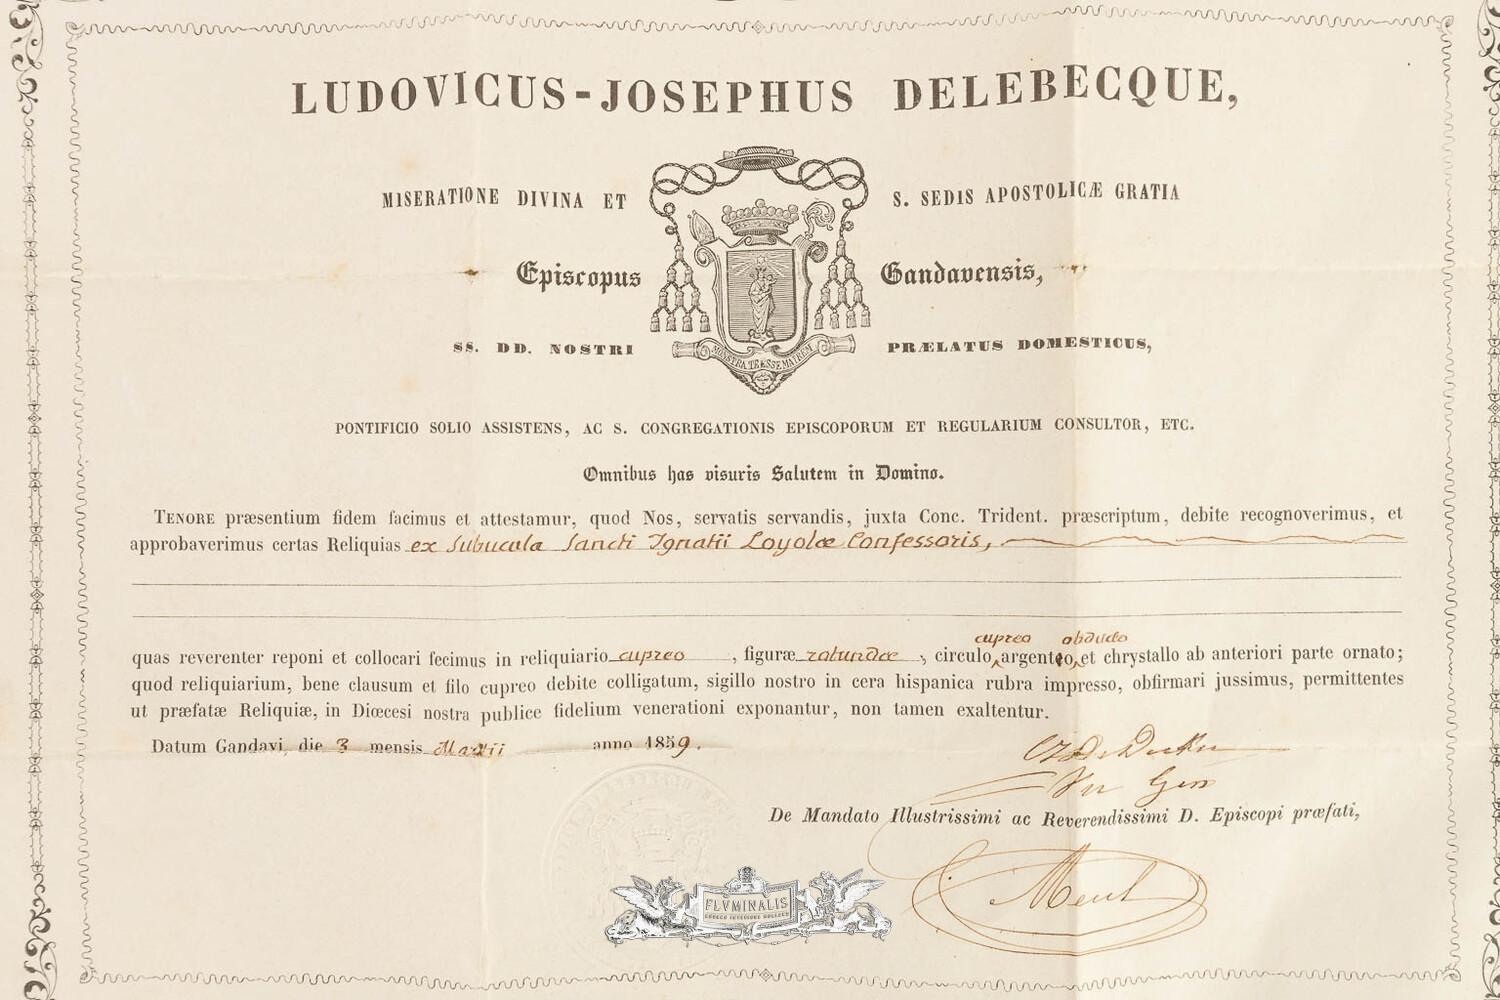 LUDOVICUS-JOSEPHUS DELEBECQUE,
MISERATIONE DIVINA ET S. SEDIS APOSTOLICÆ GRATIA
Episcopus Gandavensis,
SS. DD. NOSTRI PRÆLATUS DOMESTICUS,
MONSTRA TE ESSE MATREM
PONTIFICIO SOLIO ASSISTENS, AC S. CONGREGATIONIS EPISCOPORUM ET REGULARIUM CONSULTOR, ETC.
Omnibus has visuris Salutem in Domino.
TENORE præsentium fidem facimus et attestamur, quod Nos, servatis servandis, juxta Conc. Trident. præscriptum, debite recognoverimus, et
approbaverimus certas Reliquias ex Subucula Sancti Ignatii Loyolæ Confessoris,
cupreo obducto
quas reverenter reponi et collocari fecimus in reliquiario cupreo, figuræ rotundæ, circulo argenteo, et chrystallo ab anteriori parte ornato;
quod reliquiarium, bene clausum et filo cupreo debite colligatum, sigillo nostro in cera hispanica rubra impresso, obfirmari jussimus, permittentes
ut præfatæ Reliquiæ, in Diœcesi nostra publice fidelium venerationi exponantur, non tamen exaltentur.
Datum Gandavi, die 3 mensis Martii anno 1859.
Vic Gen
De Mandato Illustrissimi ac Reverendissimi D. Episcopi præfati,
FLVMINALIS